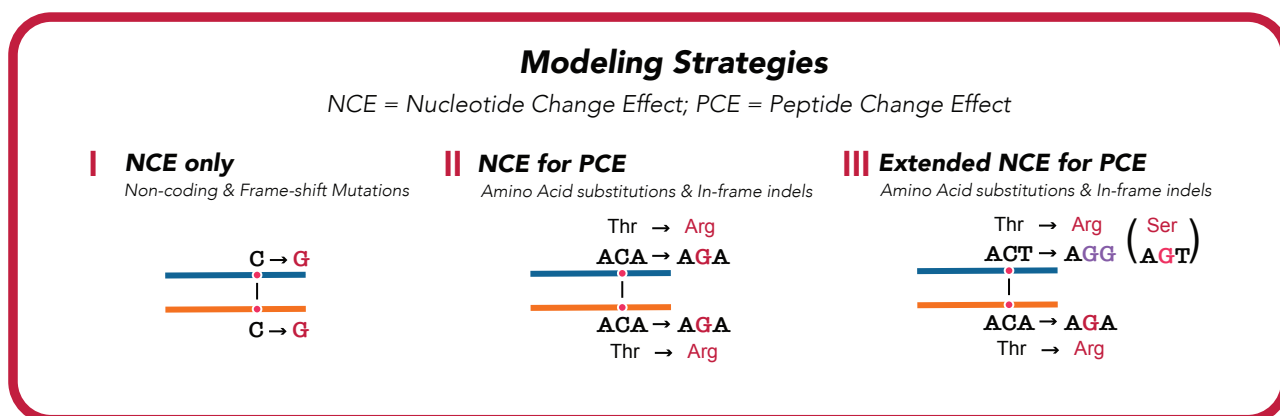 Modeling Strategies
NCE = Nucleotide Change Effect; PCE = Peptide Change Effect
I NCE only
Non-coding & Frame-shift Mutations
C → G
C → G
II NCE for PCE
Amino Acid substitutions & In-frame indels
Thr → Arg
ACA → AGA
ACA → AGA
Thr → Arg
III Extended NCE for PCE
Amino Acid substitutions & In-frame indels
Thr → Arg (Ser
ACT → AGG AGT)
ACA → AGA
Thr → Arg